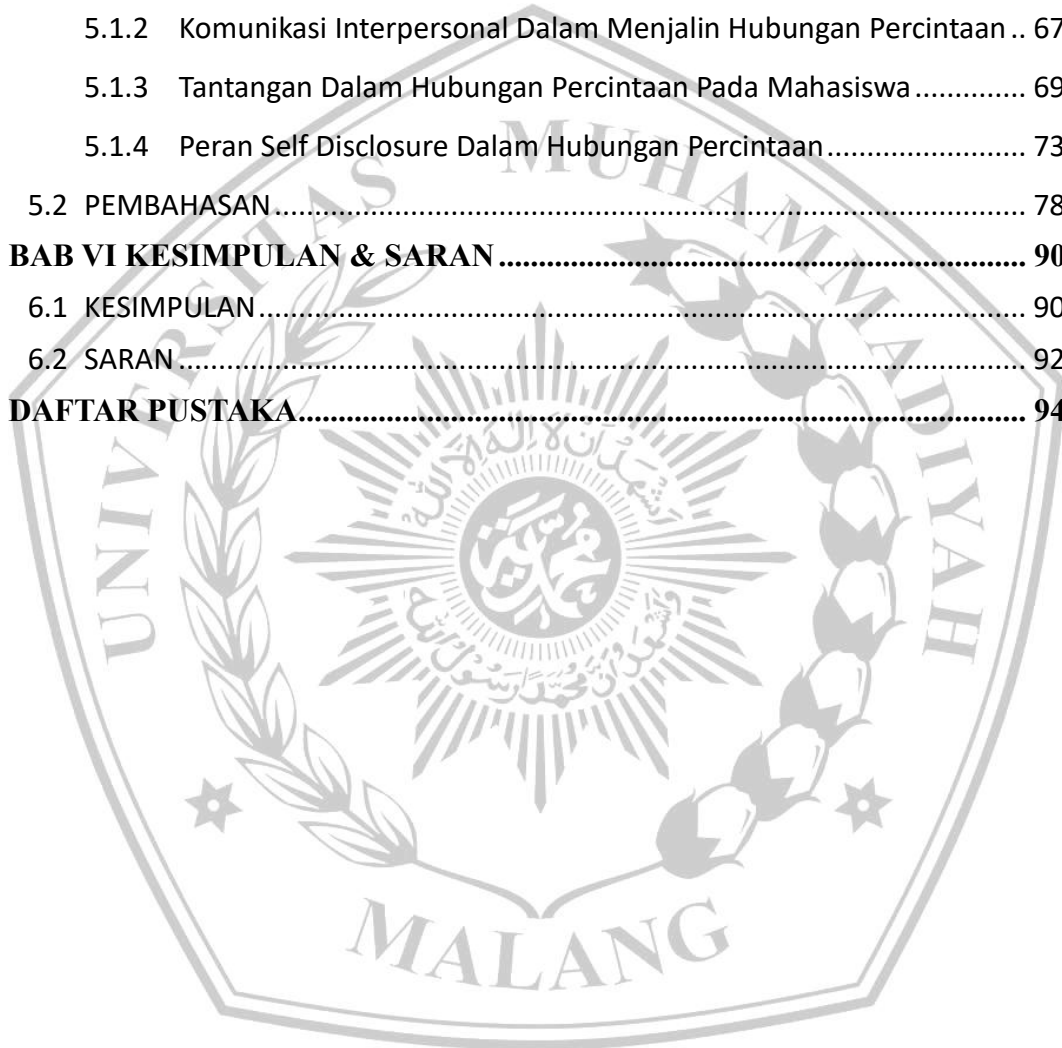 5.1.2 Komunikasi Interpersonal Dalam Menjalin Hubungan Percintaan .. 67
5.1.3 Tantangan Dalam Hubungan Percintaan Pada Mahasiswa .............. 69
5.1.4 Peran Self Disclosure Dalam Hubungan Percintaan ........................ 73
5.2 PEMBAHASAN .............................................................................. 78
BAB VI KESIMPULAN & SARAN ...................................................... 90
6.1 KESIMPULAN ................................................................................ 90
6.2 SARAN .......................................................................................... 92
DAFTAR PUSTAKA ........................................................................... 94
UNIVERSITAS MUHAMMADIYAH
MALANG